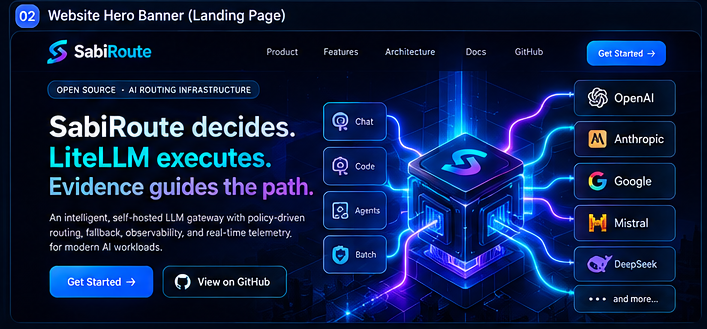 02 Website Hero Banner (Landing Page)
SabiRoute
Product Features Architecture Docs GitHub
Get Started →
OPEN SOURCE • AI ROUTING INFRASTRUCTURE
SabiRoute decides.
LiteLLM executes.
Evidence guides the path.
An intelligent, self-hosted LLM gateway with policy-driven
routing, fallback, observability, and real-time telemetry,
for modern AI workloads.
Get Started →
View on GitHub
Chat
Code
Agents
Batch
OpenAI
Anthropic
Google
Mistral
DeepSeek
••• and more...